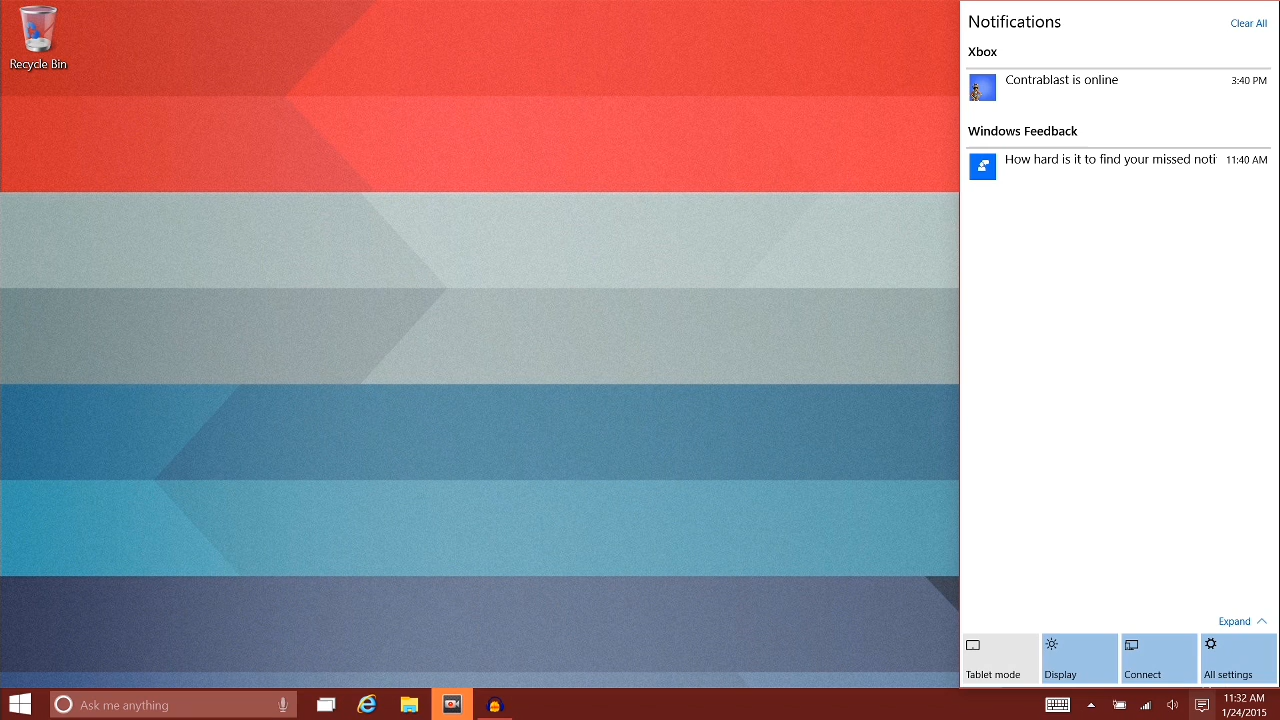 Recycle Bin
Notifications
Clear All
Xbox
Contrablast is online
3:40 PM
Windows Feedback
How hard is it to find your missed noti
11:40 AM
Expand
Tablet mode
Display
Connect
All settings
Ask me anything
11:32 AM
1/24/2015